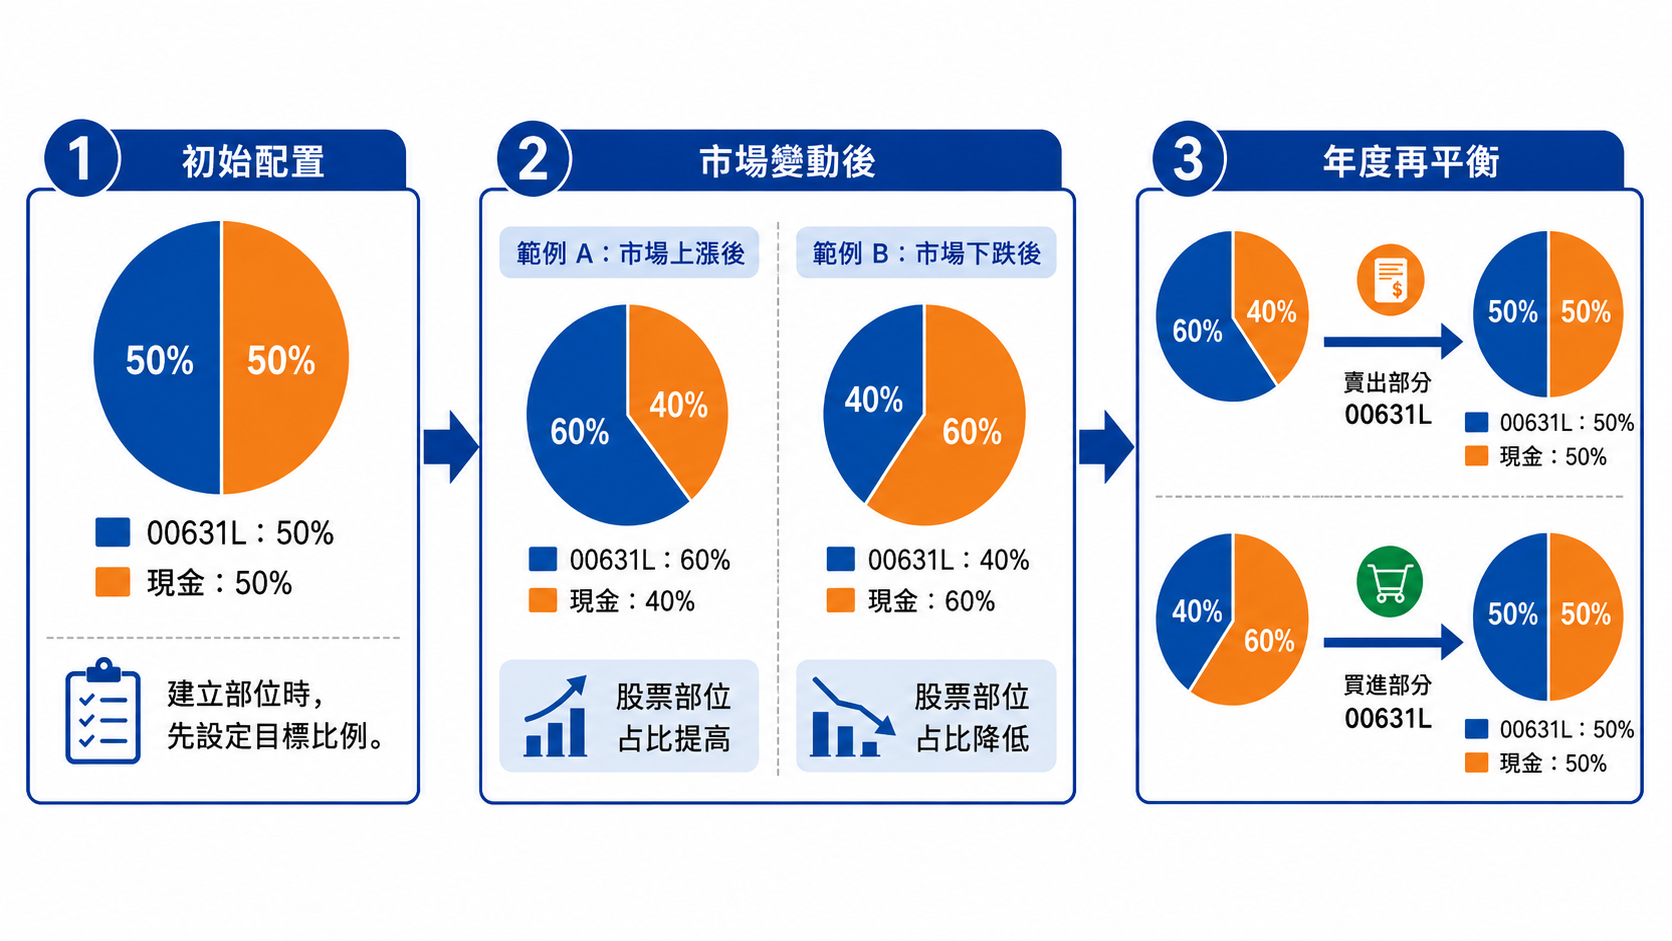 1
初始配置
50%
50%
00631L：50%
現金：50%
建立部位時，
先設定目標比例。
2
市場變動後
範例 A：市場上漲後
60%
40%
00631L：60%
現金：40%
股票部位
占比提高
範例 B：市場下跌後
40%
60%
00631L：40%
現金：60%
股票部位
占比降低
3
年度再平衡
60%
40%
$
賣出部分
00631L
50%
50%
00631L：50%
現金：50%
40%
60%
買進部分
00631L
50%
50%
00631L：50%
現金：50%